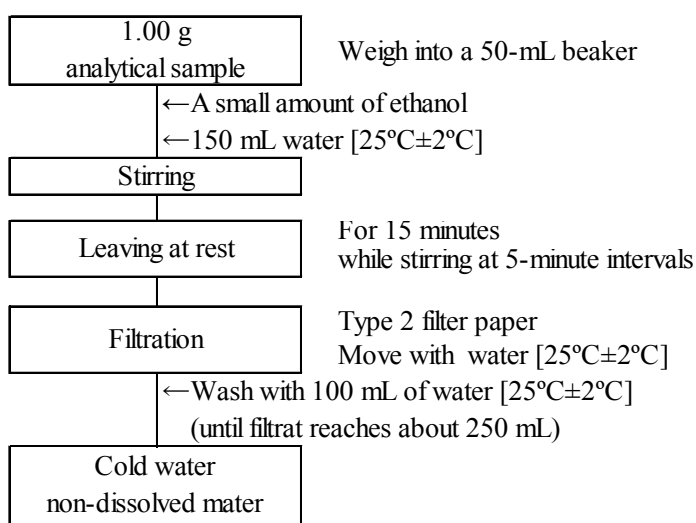 1.00 g
analytical sample
Weigh into a 50-mL beaker
←A small amount of ethanol
←150 mL water [25ºC±2ºC]
Stirring
Leaving at rest
For 15 minutes
while stirring at 5-minute intervals
Filtration
Type 2 filter paper
Move with water [25ºC±2ºC]
←Wash with 100 mL of water [25ºC±2ºC]
(until filtrat reaches about 250 mL)
Cold water
non-dissolved mater